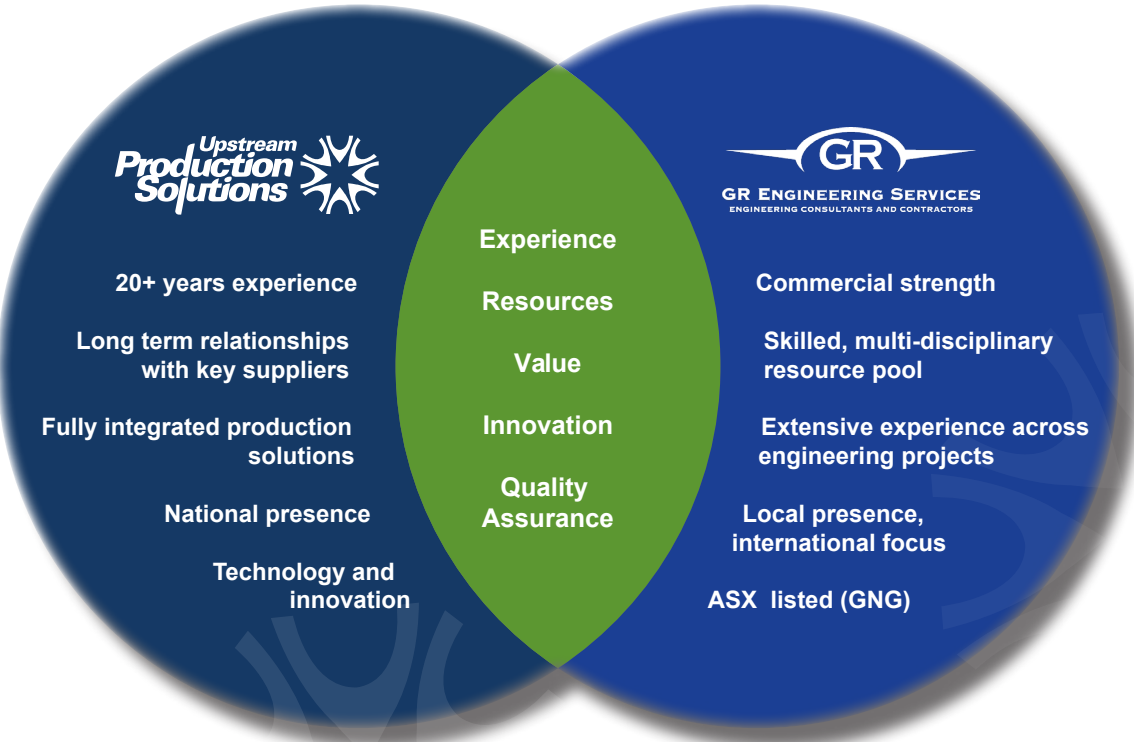 Upstream
Production
Solutions
20+ years experience
Long term relationships
with key suppliers
Fully integrated production
solutions
National presence
Technology and
innovation
Experience
Resources
Value
Innovation
Quality
Assurance
GR
GR ENGINEERING SERVICES
ENGINEERING CONSULTANTS AND CONTRACTORS
Commercial strength
Skilled, multi-disciplinary
resource pool
Extensive experience across
engineering projects
Local presence,
international focus
ASX listed (GNG)